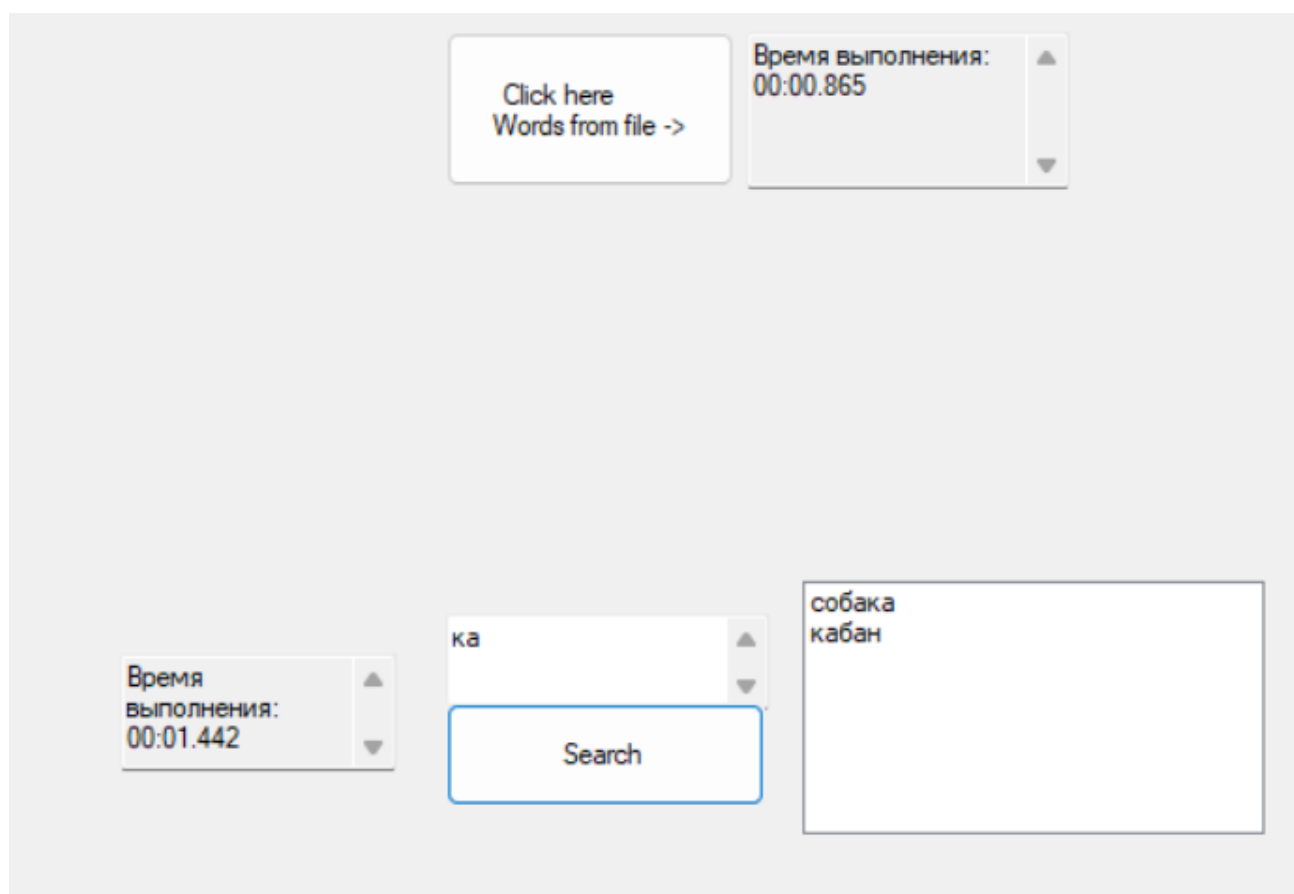 Click here
Words from file ->
Время выполнения:
00:00.865
собака
кабан
ка
Время
выполнения:
00:01.442
Search